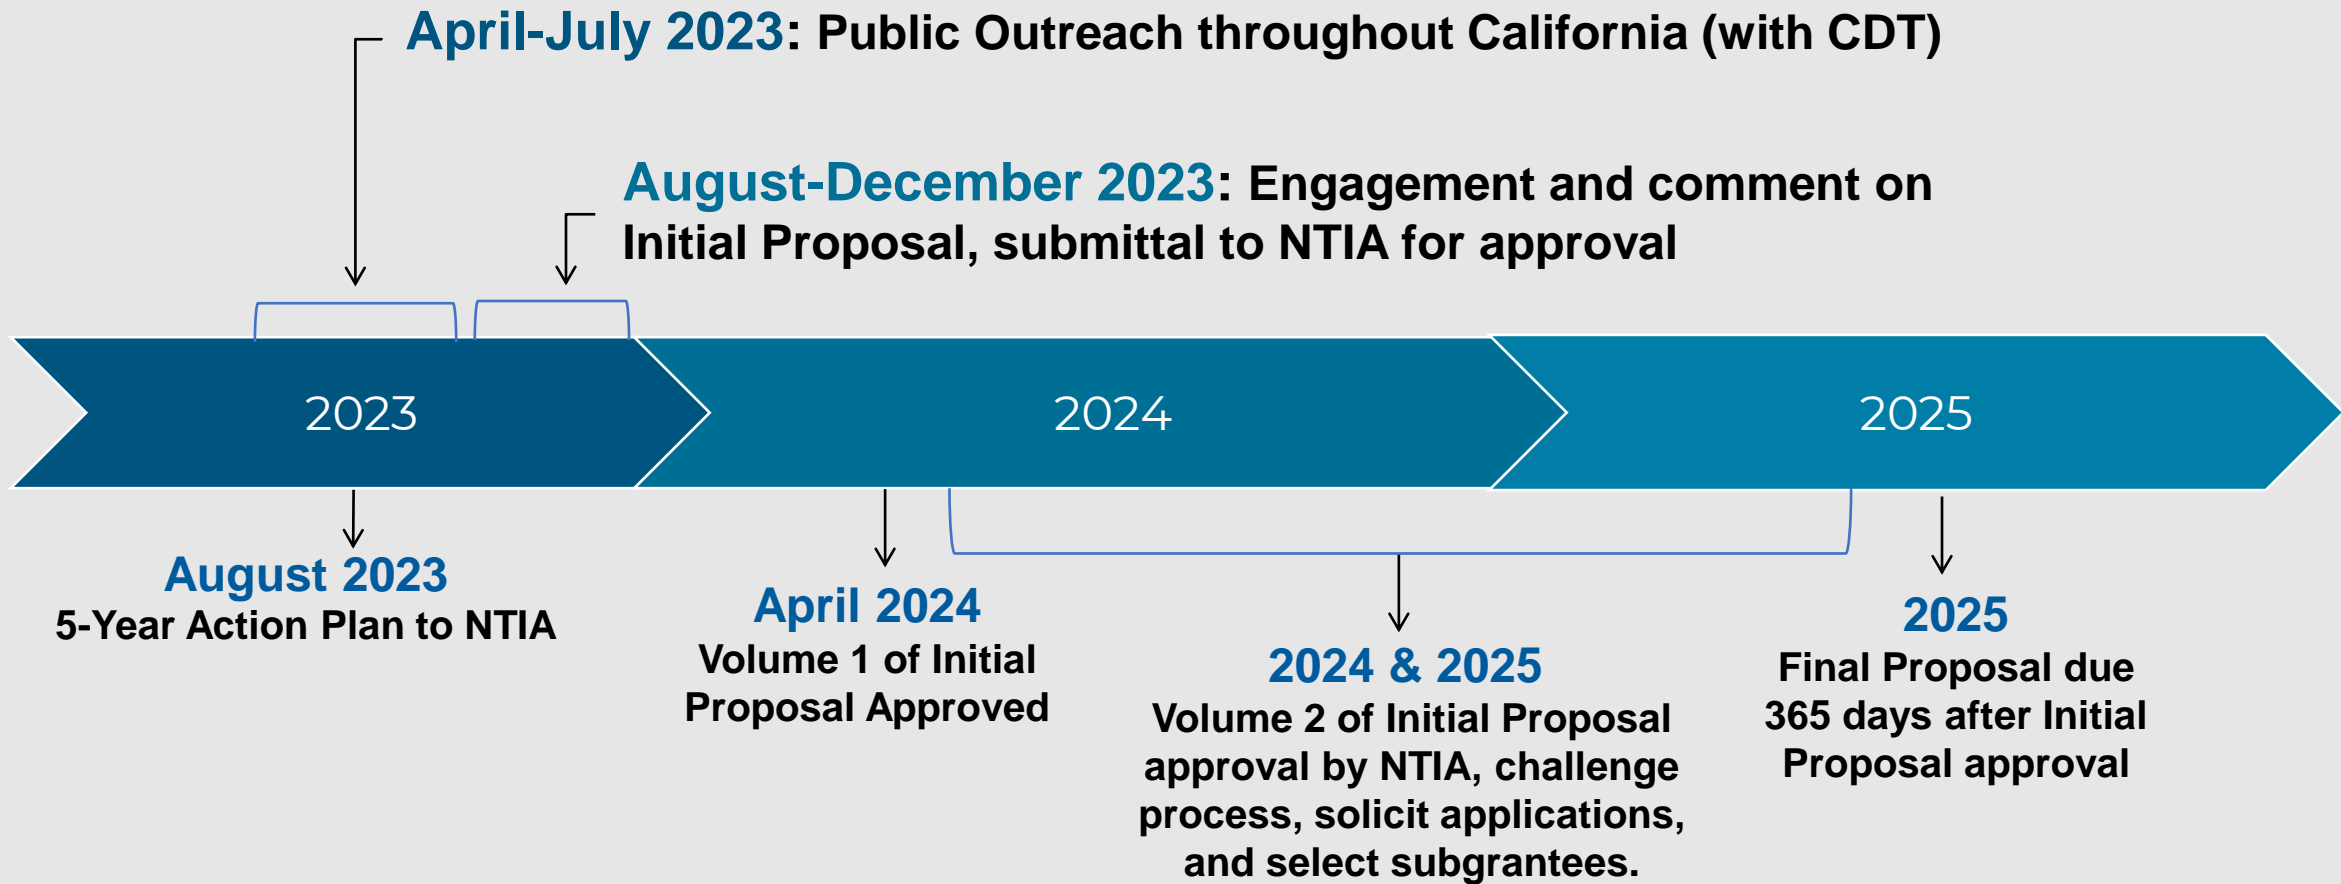 April-July 2023: Public Outreach throughout California (with CDT)
August-December 2023: Engagement and comment on
Initial Proposal, submittal to NTIA for approval
2023
2024
2025
August 2023
5-Year Action Plan to NTIA
April 2024
Volume 1 of Initial
Proposal Approved
2024 & 2025
Volume 2 of Initial Proposal
approval by NTIA, challenge
process, solicit applications,
and select subgrantees.
2025
Final Proposal due
365 days after Initial
Proposal approval